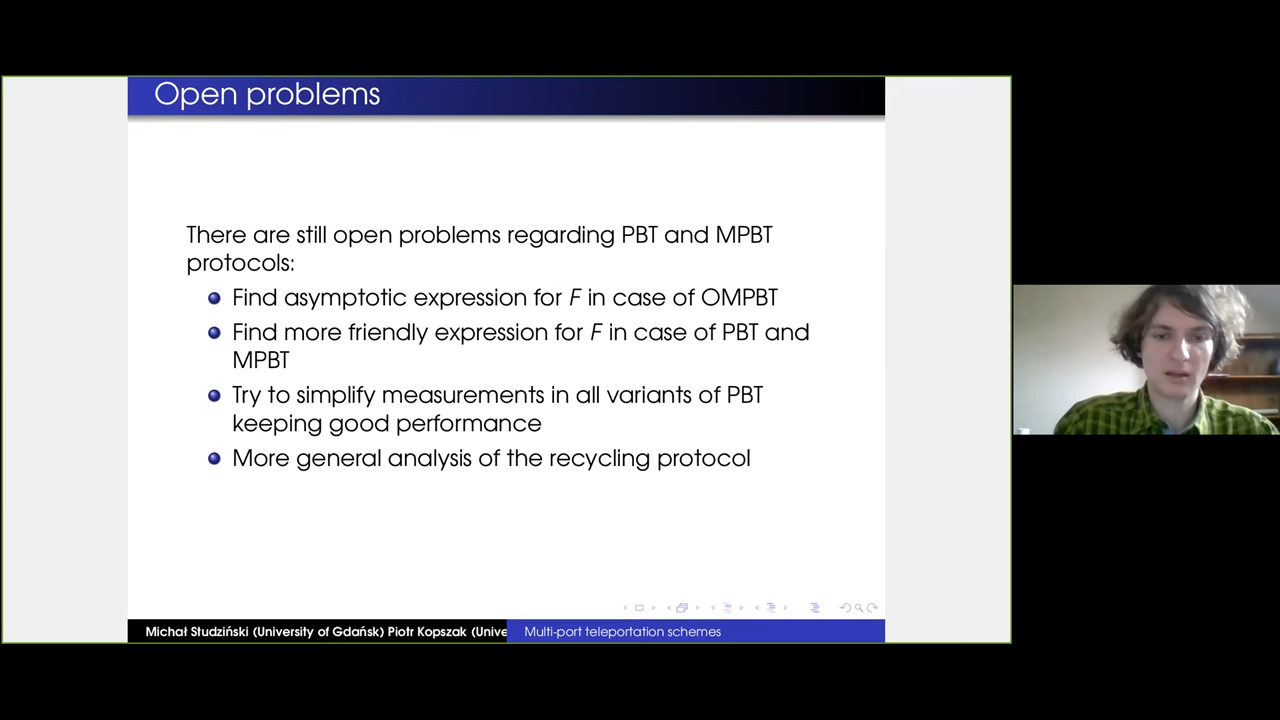 Open problems
There are still open problems regarding PBT and MPBT
protocols:
Find asymptotic expression for F in case of OMPBT
Find more friendly expression for F in case of PBT and
MPBT
Try to simplify measurements in all variants of PBT
keeping good performance
More general analysis of the recycling protocol
Michał Studziński (University of Gdańsk) Piotr Kopszak (Unive
Multi-port teleportation schemes